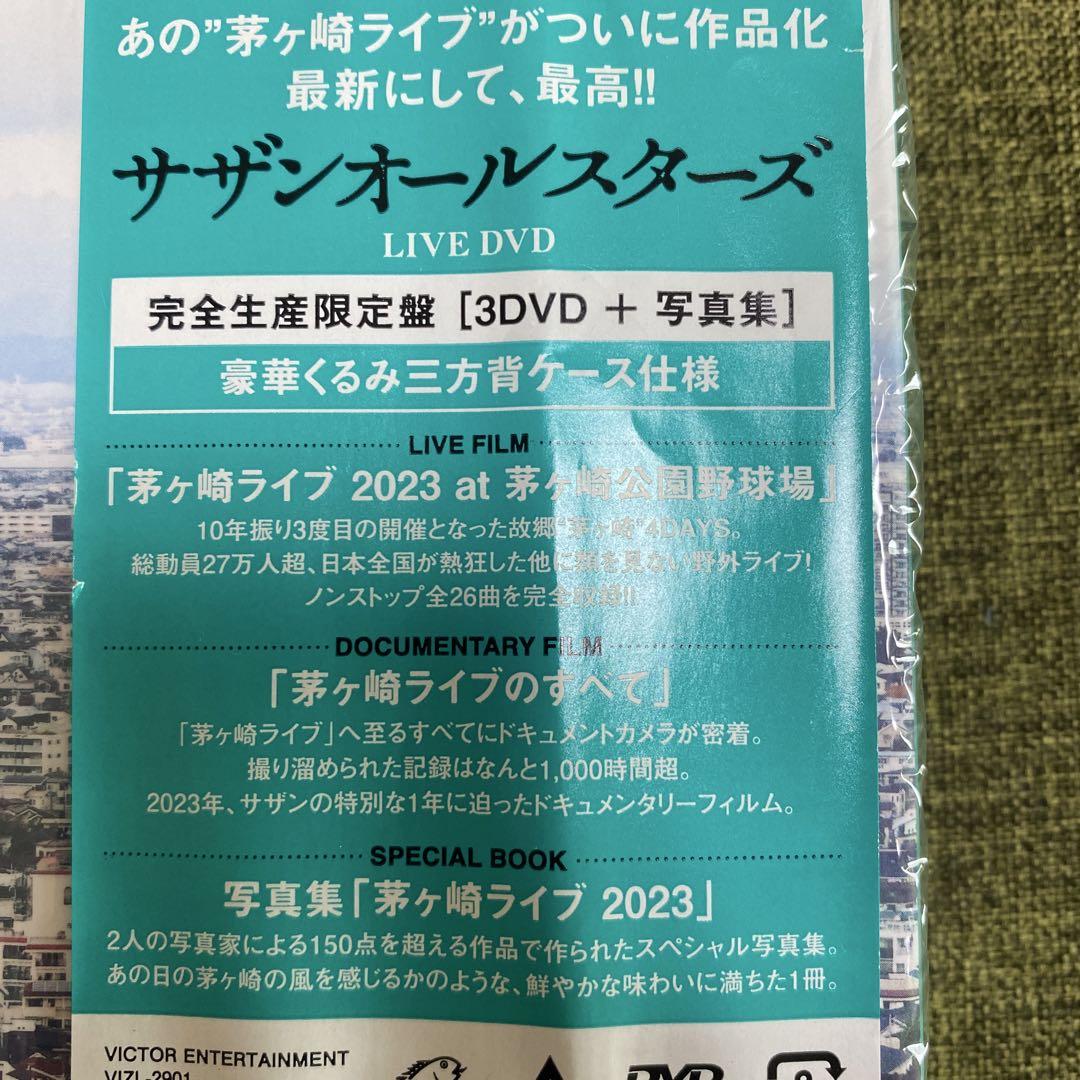 あの”茅ヶ崎ライブ”がついに作品化
最新にして、最高!!
サザンオールスターズ
LIVE DVD
完全生産限定盤 [3DVD + 写真集]
豪華くるみ三方背ケース仕様
LIVE FILM
「茅ヶ崎ライブ 2023 at 茅ヶ崎公園野球場」
10年振り3度目の開催となった故郷“茅ヶ崎”4DAYS。
総動員27万人超、日本全国が熱狂した他に類を見ない野外ライブ!
ノンストップ全26曲を完全収録!!
DOCUMENTARY FILM
「茅ヶ崎ライブのすべて」
「茅ヶ崎ライブ」へ至るすべてにドキュメントカメラが密着。
撮り溜められた記録はなんと1,000時間超。
2023年、サザンの特別な1年に迫ったドキュメンタリーフィルム。
SPECIAL BOOK
写真集「茅ヶ崎ライブ 2023」
2人の写真家による150点を超える作品で作られたスペシャル写真集。
あの日の茅ヶ崎の風を感じるかのような、鮮やかな味わいに満ちた1冊。
VICTOR ENTERTAINMENT
VIZL-2901
DVD